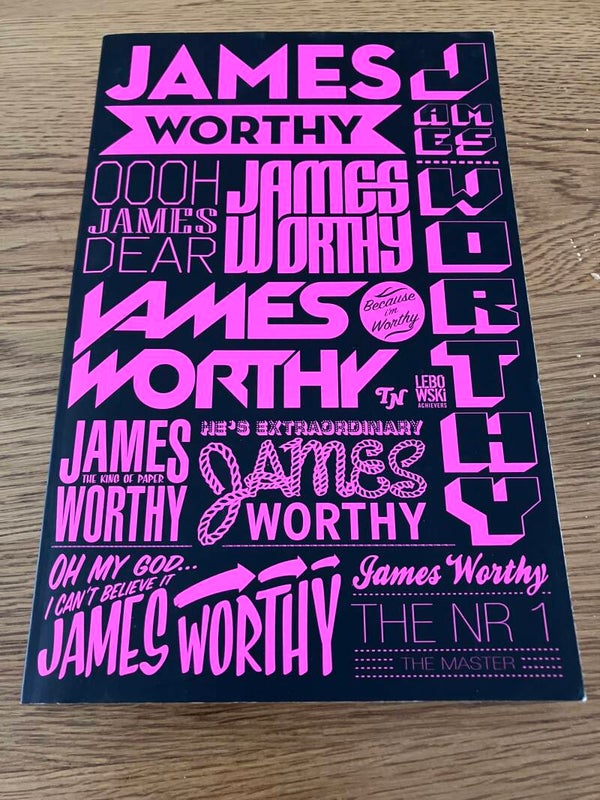 JAMES
WORTHY
OOOH
JAMES
DEAR
JAMES
WORTHY
JAMES
WORTHY
Because
i'm
Worthy
TN
LEBO
WSKI
ACHIEVERS
JAMES
THE KING OF PAPER
WORTHY
HE'S EXTRAORDINARY
JAMES
WORTHY
OH MY GOD...
I CAN'T BELIEVE IT
JAMES WORTHY
James Worthy
THE NR 1
THE MASTER
J
AM
ES
W
O
R
T
H
Y